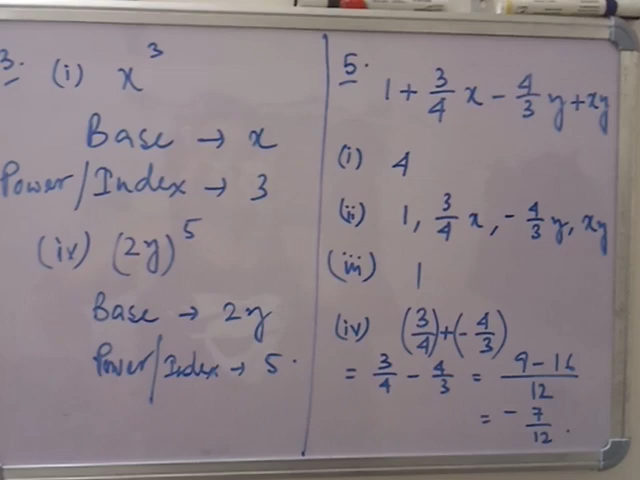 3. (i) x³
Base → x
Power/Index → 3
(iv) (2y)⁵
Base → 2y
Power/Index → 5.
5. 1 + 3/4 x - 4/3 y + xy
(i) 4
(ii) 1, 3/4 x, - 4/3 y, xy
(iii) 1
(iv) (3/4) + (- 4/3)
= 3/4 - 4/3 = (9 - 16)/12
= - 7/12.